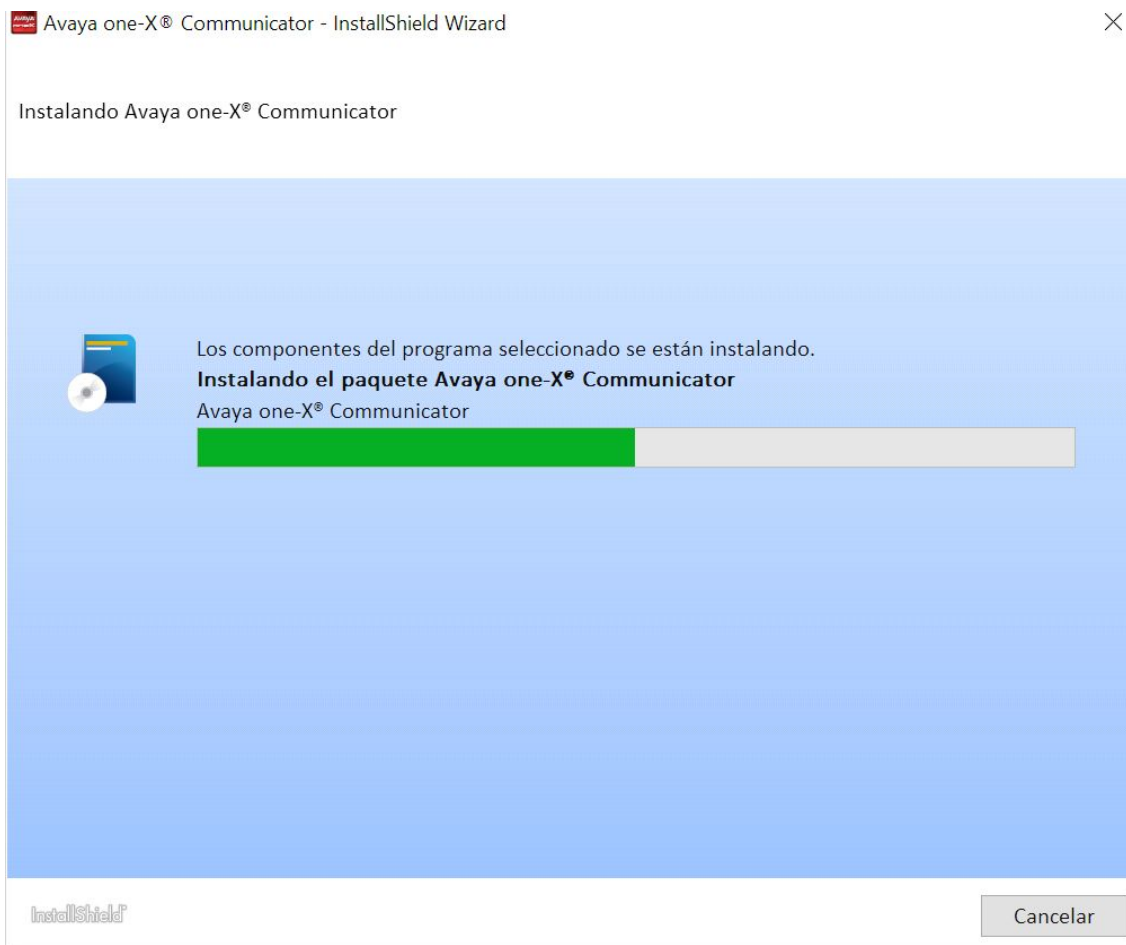 Avaya one-X® Communicator - InstallShield Wizard
Instalando Avaya one-X® Communicator
Los componentes del programa seleccionado se están instalando.
Instalando el paquete Avaya one-X® Communicator
Avaya one-X® Communicator
InstallShield
Cancelar